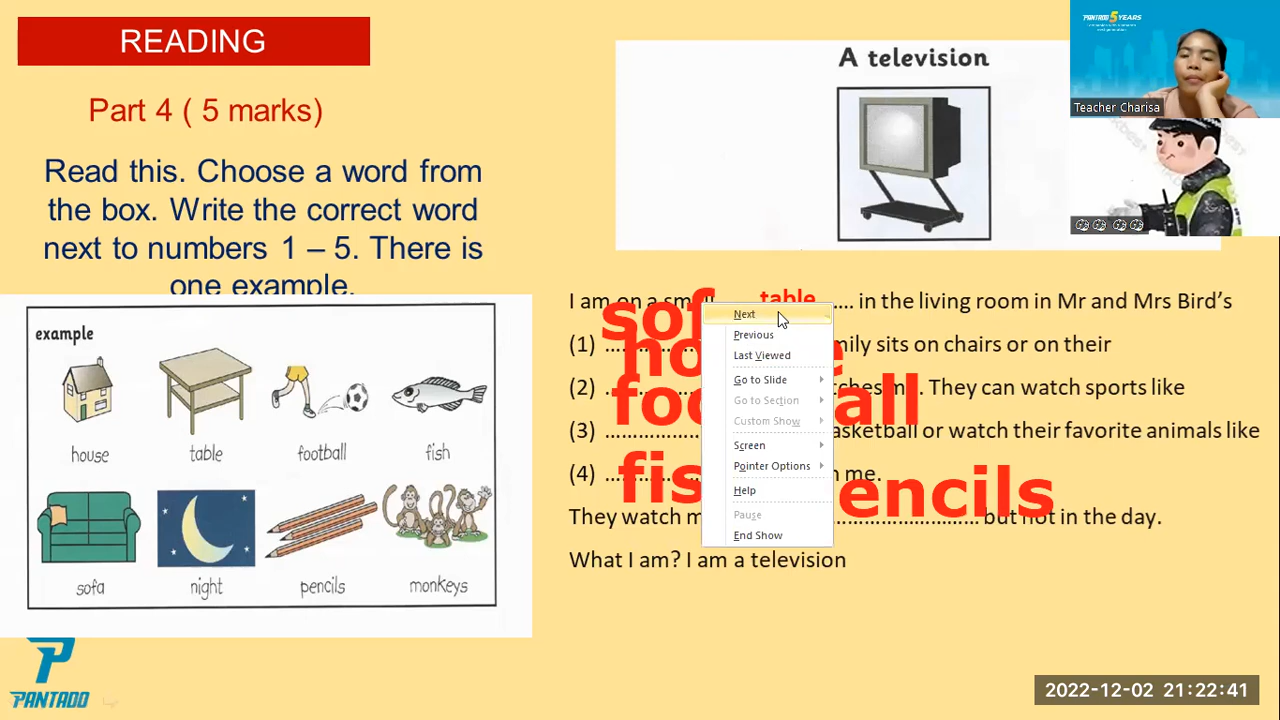 READING
Part 4 ( 5 marks)
Read this. Choose a word from
the box. Write the correct word
next to numbers 1 – 5. There is
one example.
example
house
table
football
fish
sofa
night
pencils
monkeys
PANTADO
A television
PANTADO 5 YEARS
Teacher Charisa
I am on a small table .... in the living room in Mr and Mrs Bird's
(1) sits on chairs or on their
(2) me. They can watch sports like
(3) basketball or watch their favorite animals like
(4) me.
They watch but not in the day.
What I am? I am a television
football
Next
Previous
Last Viewed
Go to Slide
Go to Section
Custom Show
Screen
Pointer Options
Help
Pause
End Show
2022-12-02 21:22:41